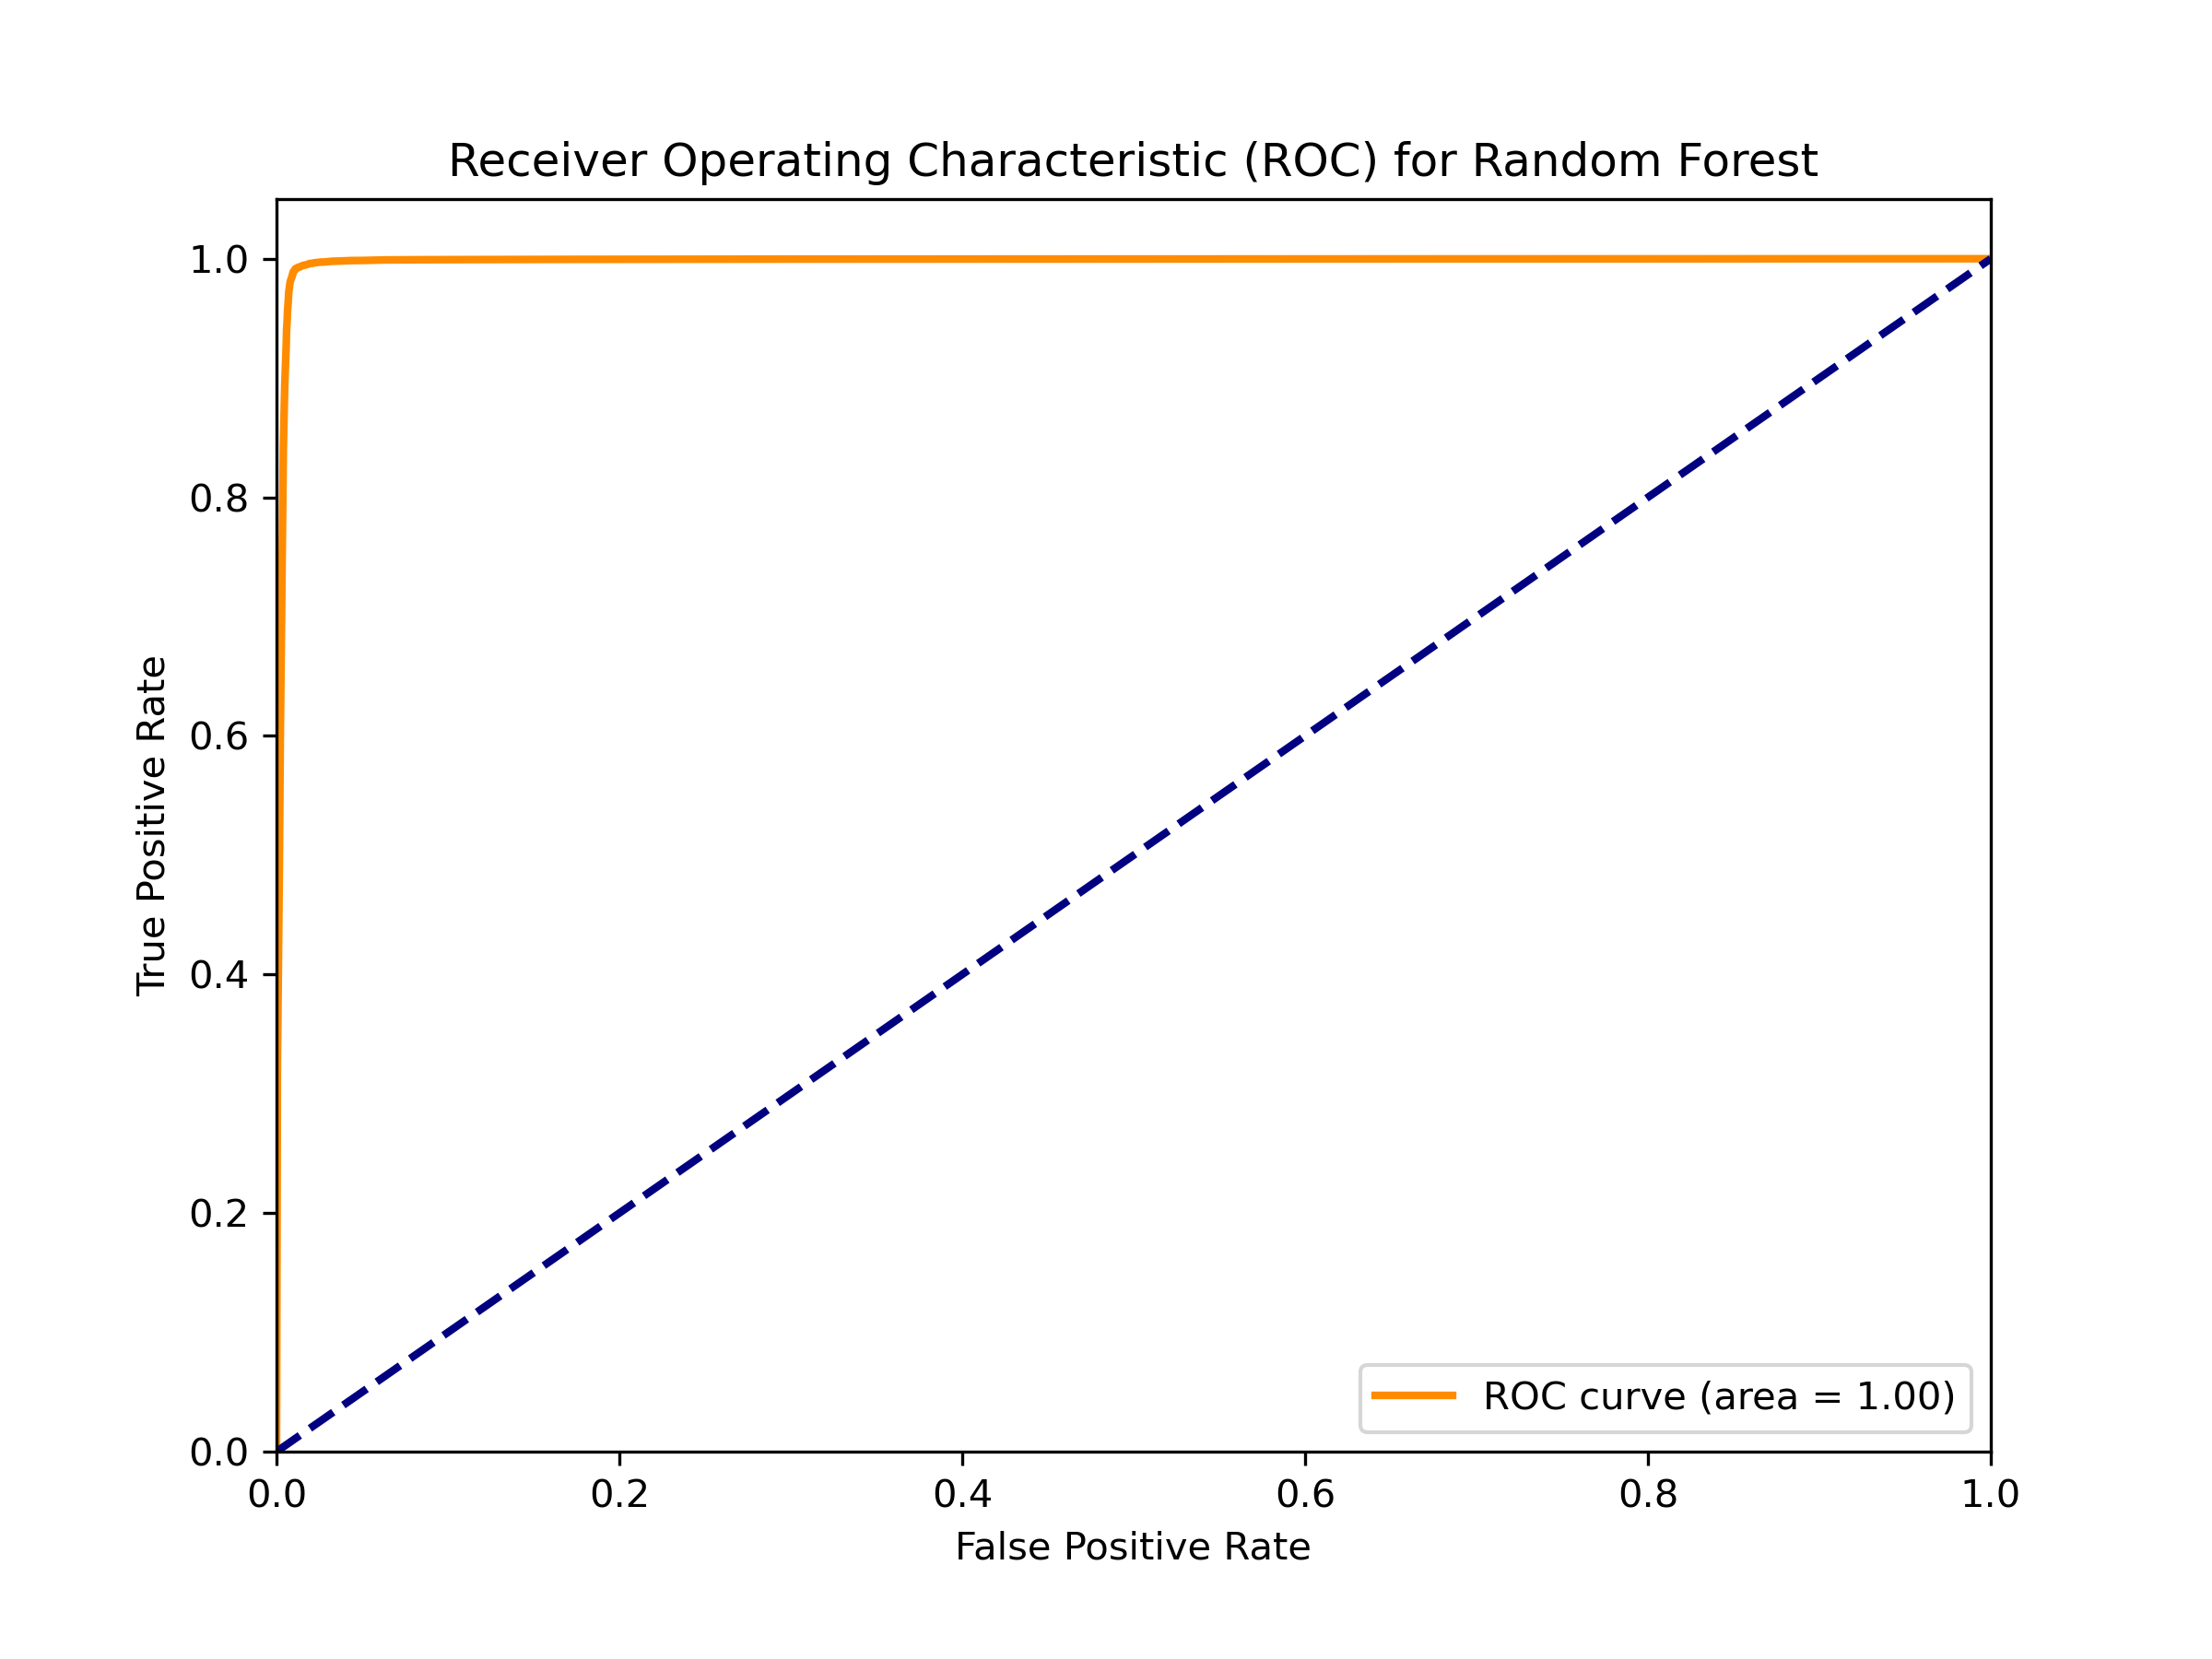 Receiver Operating Characteristic (ROC) for Random Forest
1.0
0.8
0.6
0.4
0.2
0.0
True Positive Rate
0.0 0.2 0.4 0.6 0.8 1.0
False Positive Rate
ROC curve (area = 1.00)